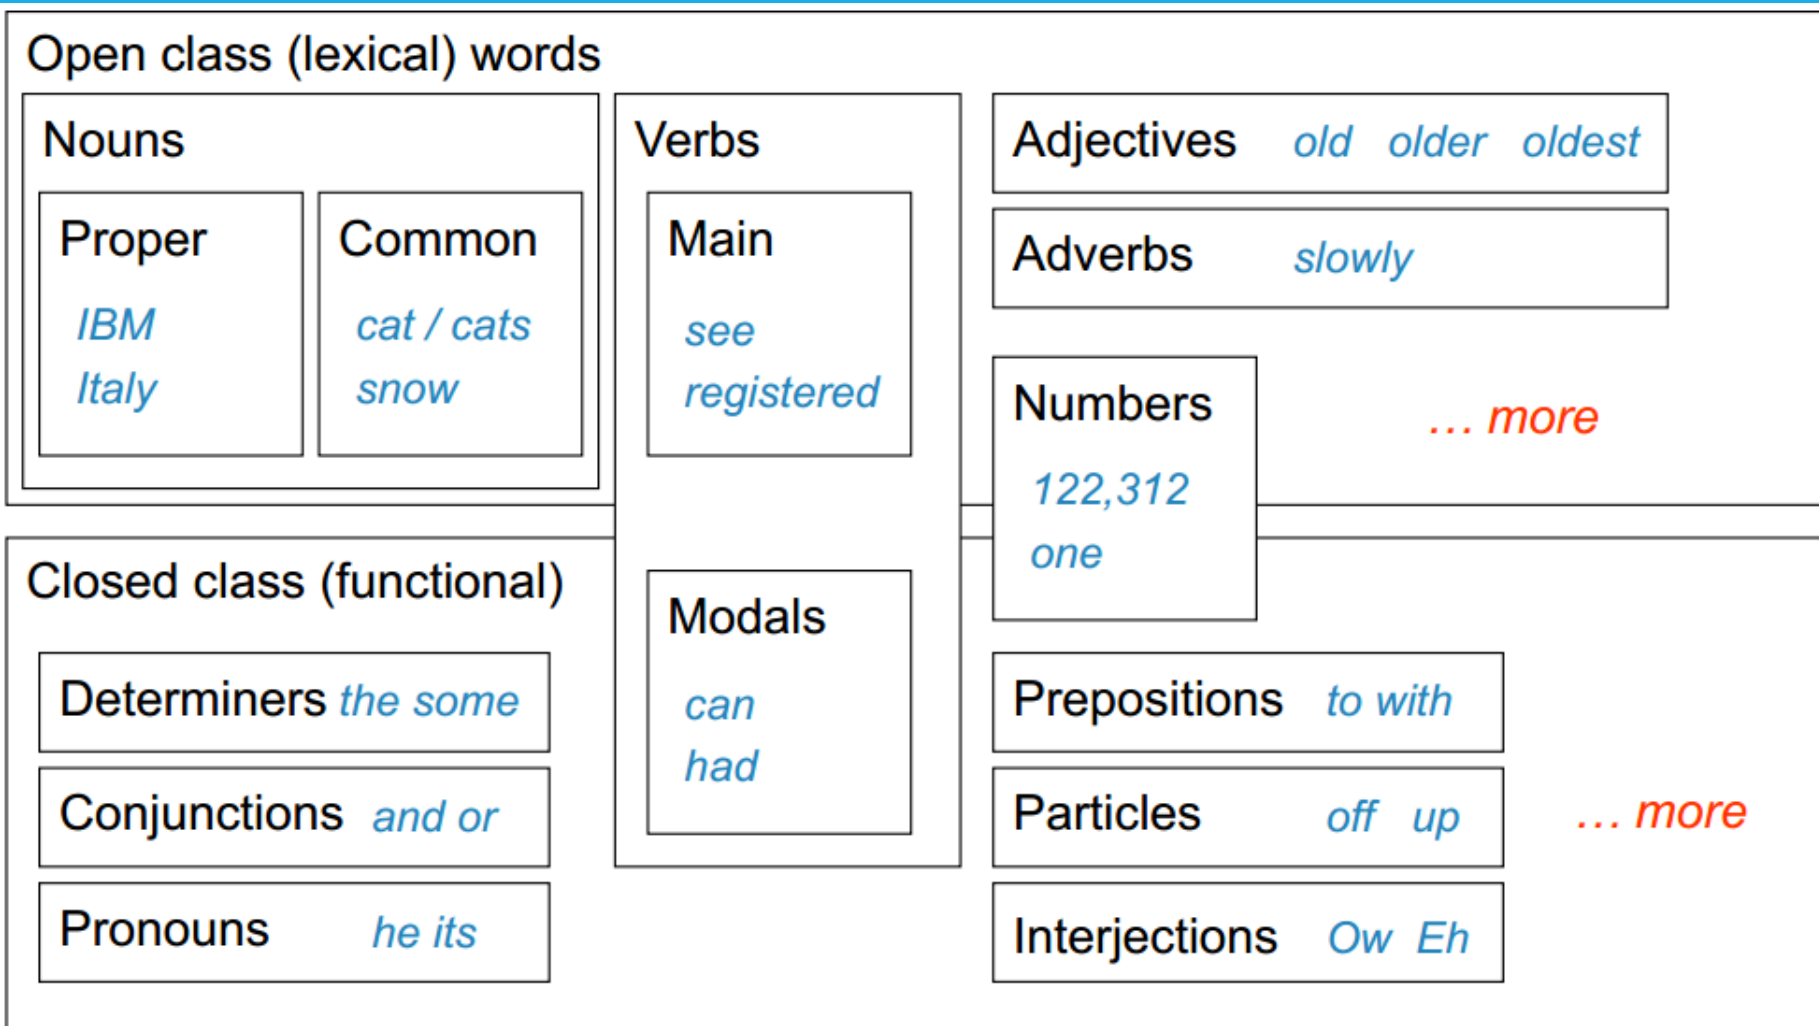 Open class (lexical) words
Nouns
Proper
IBM
Italy
Common
cat / cats
snow
Verbs
Main
see
registered
Adjectives old older oldest
Adverbs slowly
Numbers
122,312
one
… more
Closed class (functional)
Determiners the some
Conjunctions and or
Pronouns he its
Modals
can
had
Prepositions to with
Particles off up
Interjections Ow Eh
… more